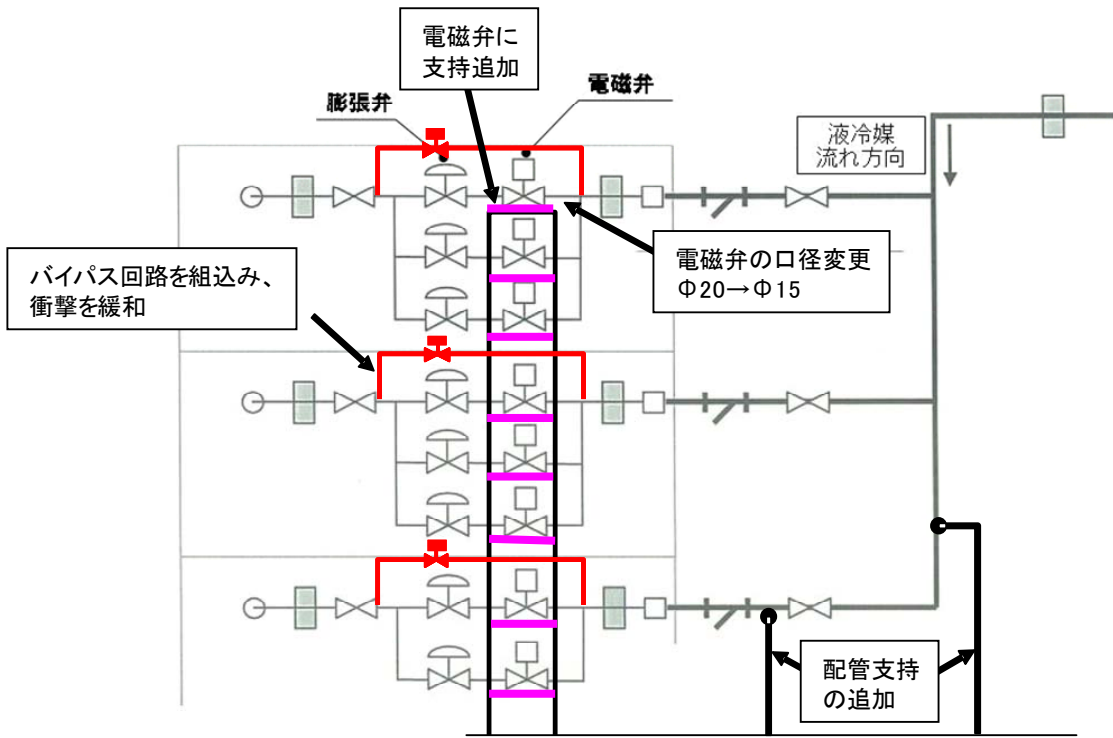 電磁弁に
支持追加
膨張弁
電磁弁
液冷媒
流れ方向
バイパス回路を組込み、
衝撃を緩和
電磁弁の口径変更
Φ20→Φ15
配管支持
の追加